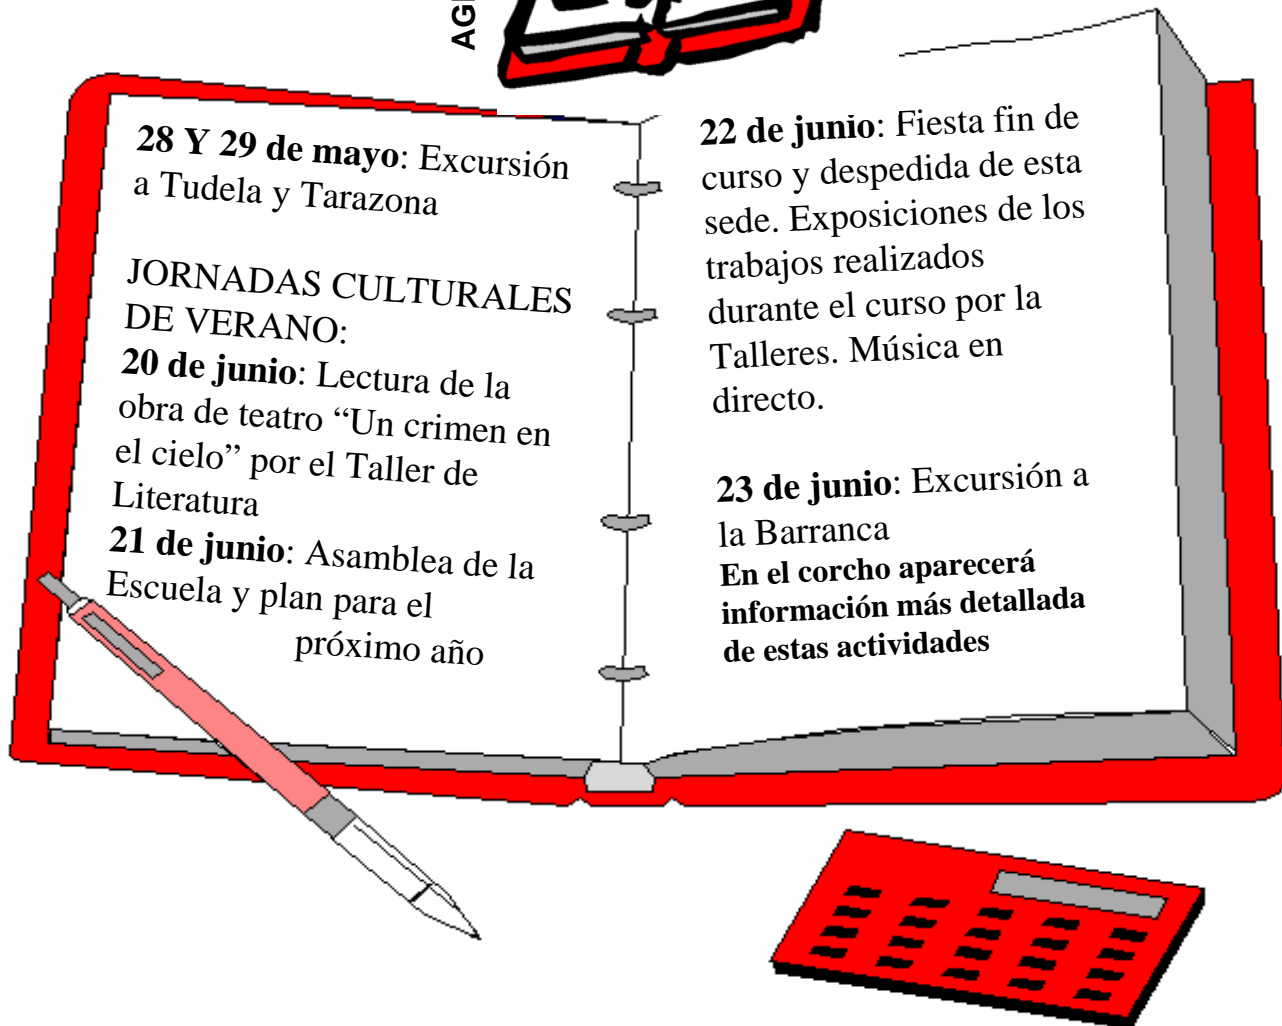 AG
28 Y 29 de mayo: Excursión
a Tudela y Tarazona
JORNADAS CULTURALES
DE VERANO:
20 de junio: Lectura de la
obra de teatro “Un crimen en
el cielo” por el Taller de
Literatura
21 de junio: Asamblea de la
Escuela y plan para el
próximo año
22 de junio: Fiesta fin de
curso y despedida de esta
sede. Exposiciones de los
trabajos realizados
durante el curso por la
Talleres. Música en
directo.
23 de junio: Excursión a
la Barranca
En el corcho aparecerá
información más detallada
de estas actividades